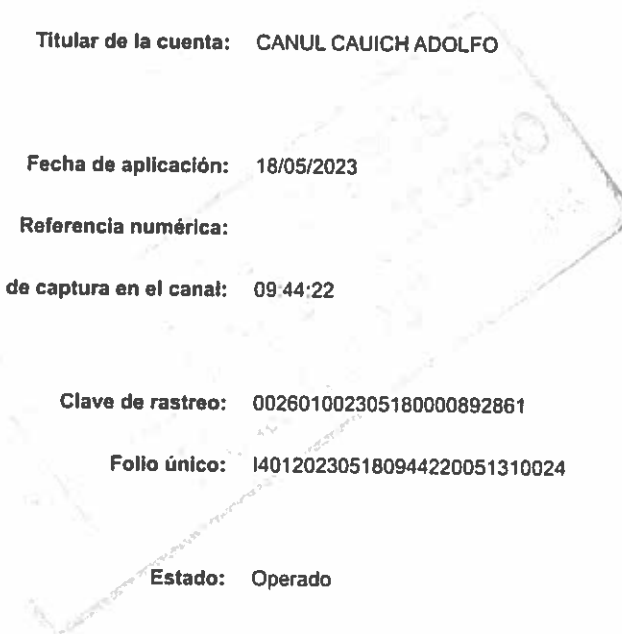 Titular de la cuenta: CANUL CAUICH ADOLFO
Fecha de aplicación: 18/05/2023
Referencia numérica:
de captura en el canal: 09:44:22
Clave de rastreo: 002601002305180000892861
Folio único: I401202305180944220051310024
Estado: Operado